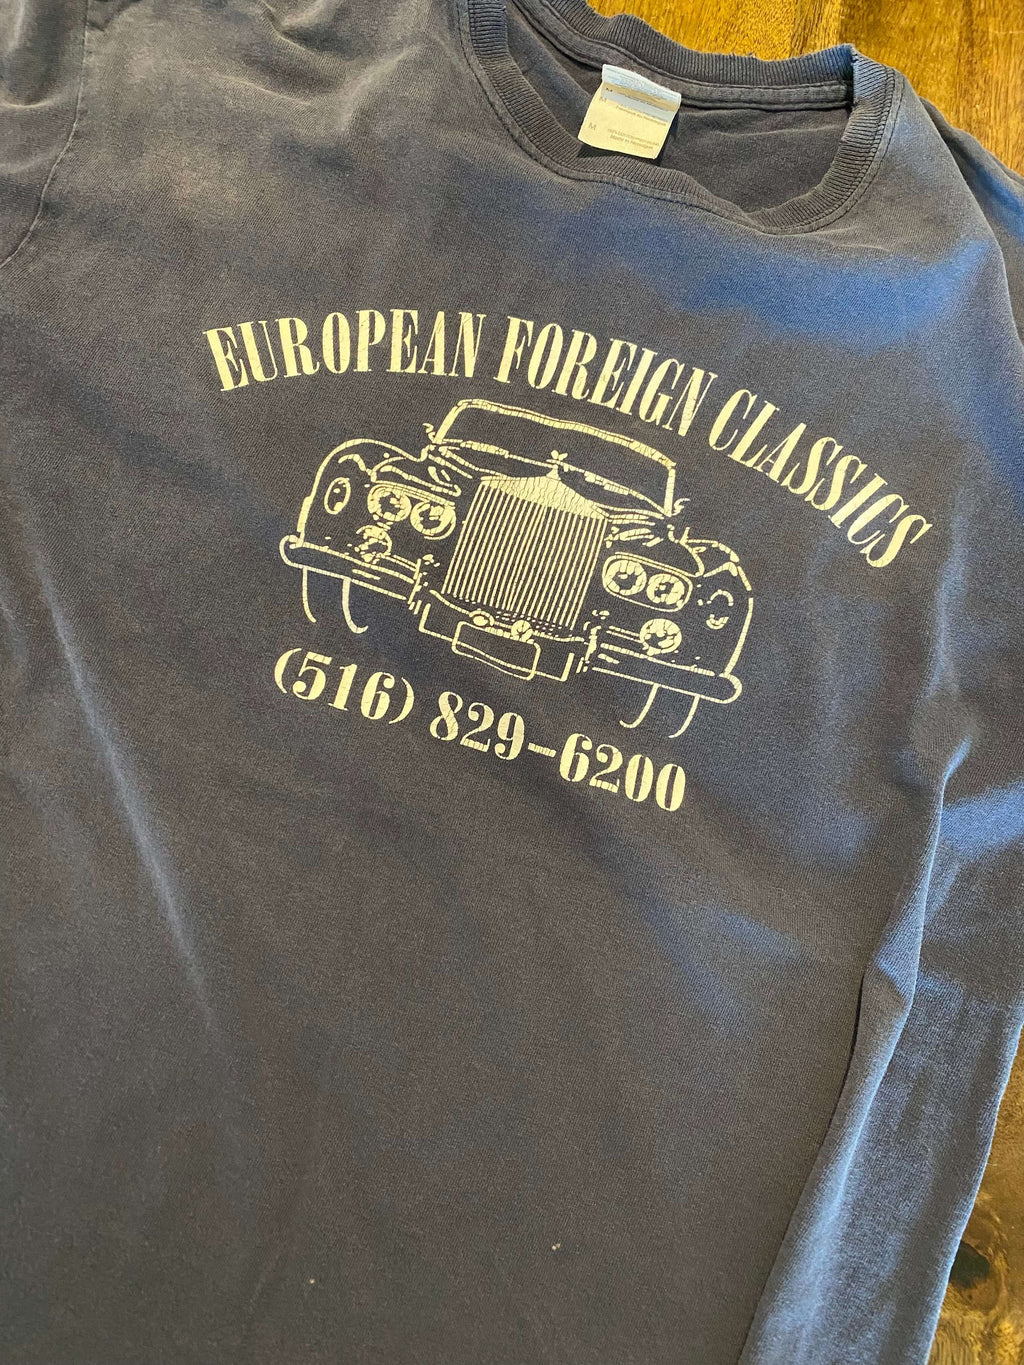 M
M
EUROPEAN FOREIGN CLASSICS
(516) 829-6200